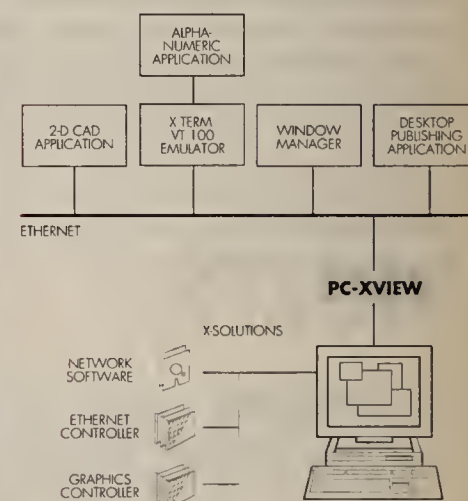 ALPHA-
NUMERIC
APPLICATION
2-D CAD
APPLICATION
X TERM
VT 100
EMULATOR
WINDOW
MANAGER
DESKTOP
PUBLISHING
APPLICATION
ETHERNET
PC-XVIEW
X-SOLUTIONS
NETWORK
SOFTWARE
ETHERNET
CONTROLLER
GRAPHICS
CONTROLLER